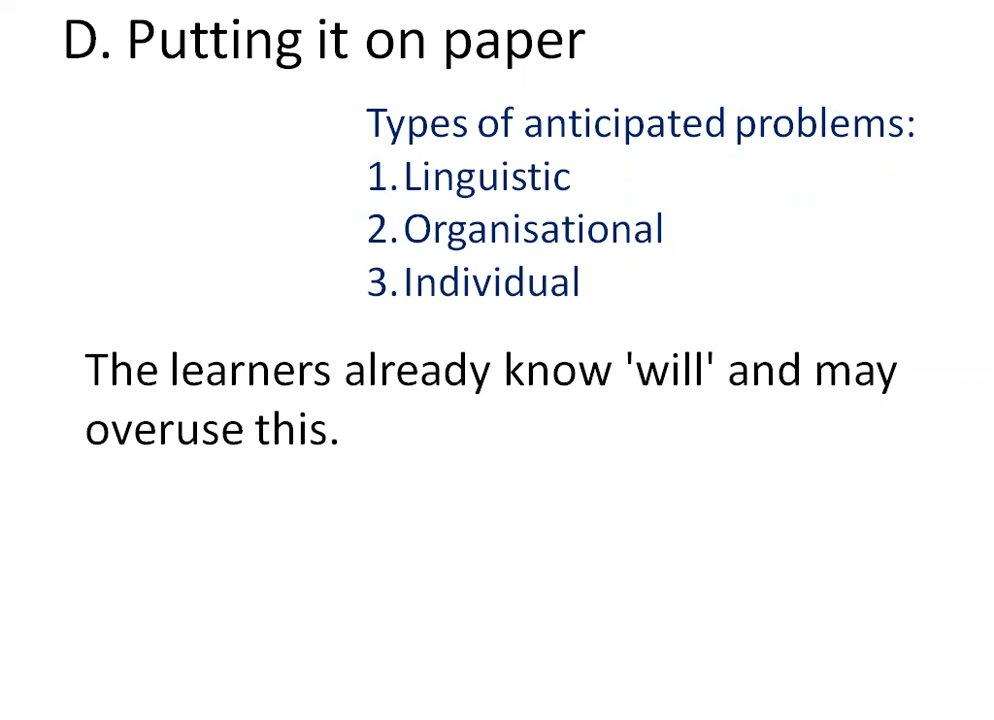 D. Putting it on paper
Types of anticipated problems:
1. Linguistic
2. Organisational
3. Individual
The learners already know 'will' and may
overuse this.